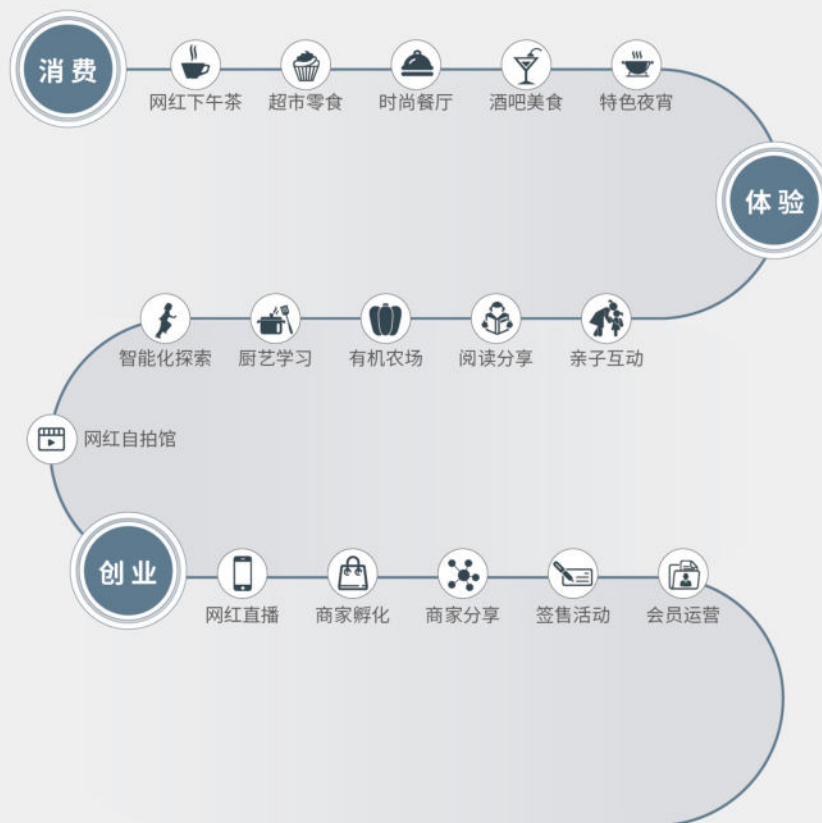 消费
网红下午茶 超市零食 时尚餐厅 酒吧美食 特色夜宵
体验
智能化探索 厨艺学习 有机农场 阅读分享 亲子互动
网红自拍馆
创业
网红直播 商家孵化 商家分享 签售活动 会员运营